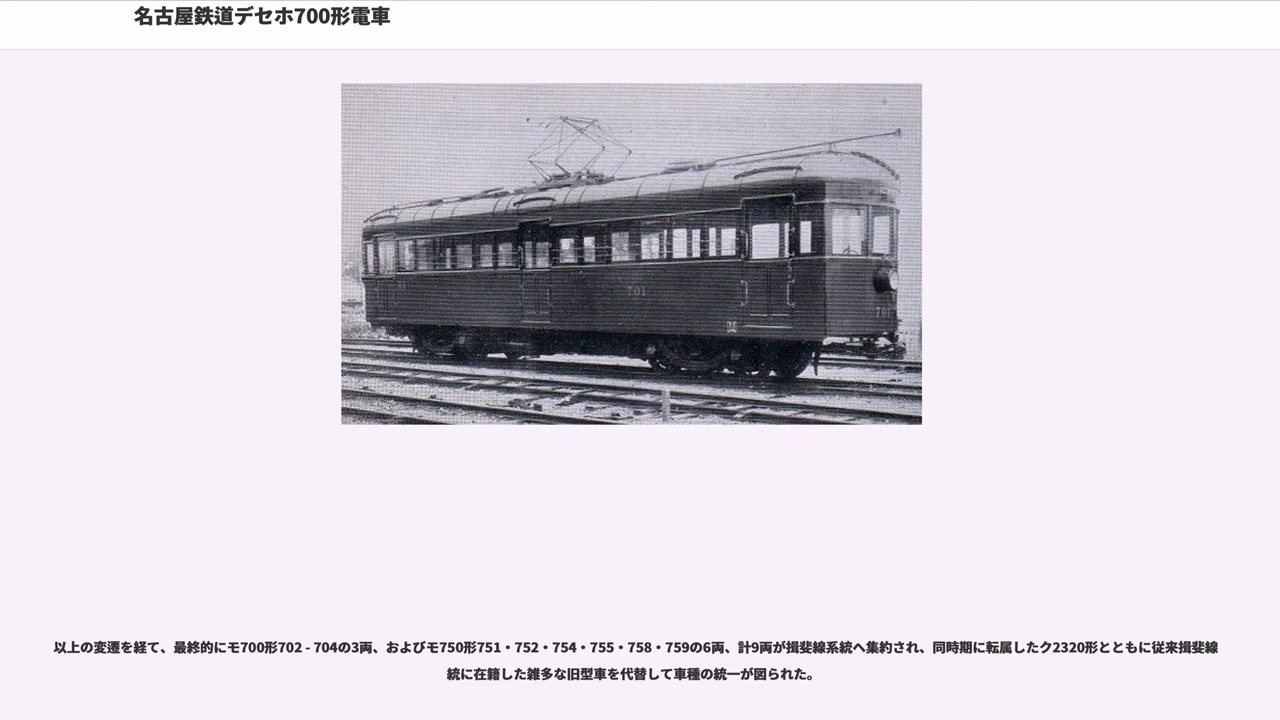 名古屋鉄道デセホ700形電車
701
701
以上の変遷を経て、最終的にモ700形702 - 704の3両、およびモ750形751・752・754・755・758・759の6両、計9両が揖斐線系統へ集約され、同時期に転属したク2320形とともに従来揖斐線
統に在籍した雑多な旧型車を代替して車種の統一が図られた。